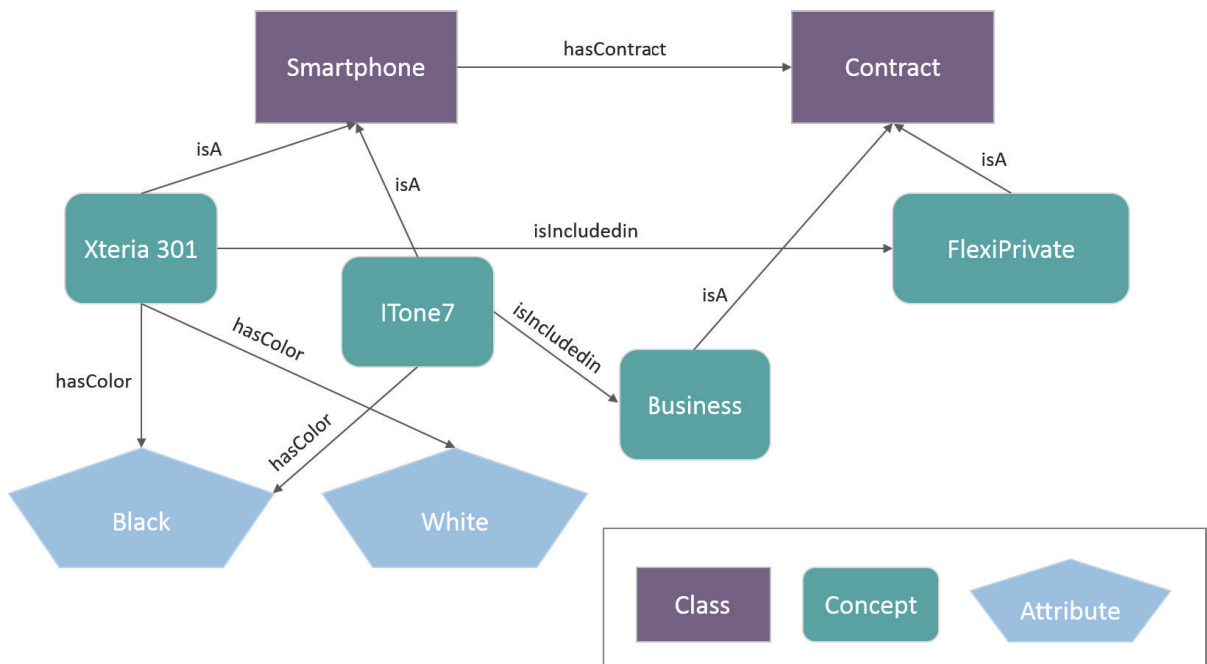 Smartphone
hasContract
Contract
isA
isA
isA
Xteria 301
isIncludedin
FlexiPrivate
ITone7
isA
isIncludedin
hasColor
hasColor
Business
hasColor
Black
White
Class
Concept
Attribute